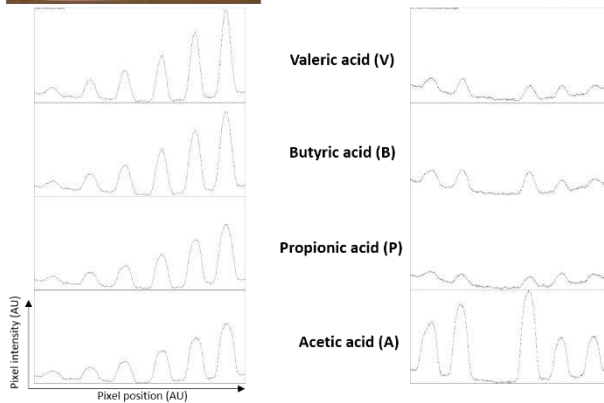 Valeric acid (V)
Butyric acid (B)
Propionic acid (P)
Acetic acid (A)
Pixel intensity (AU)
Pixel position (AU)